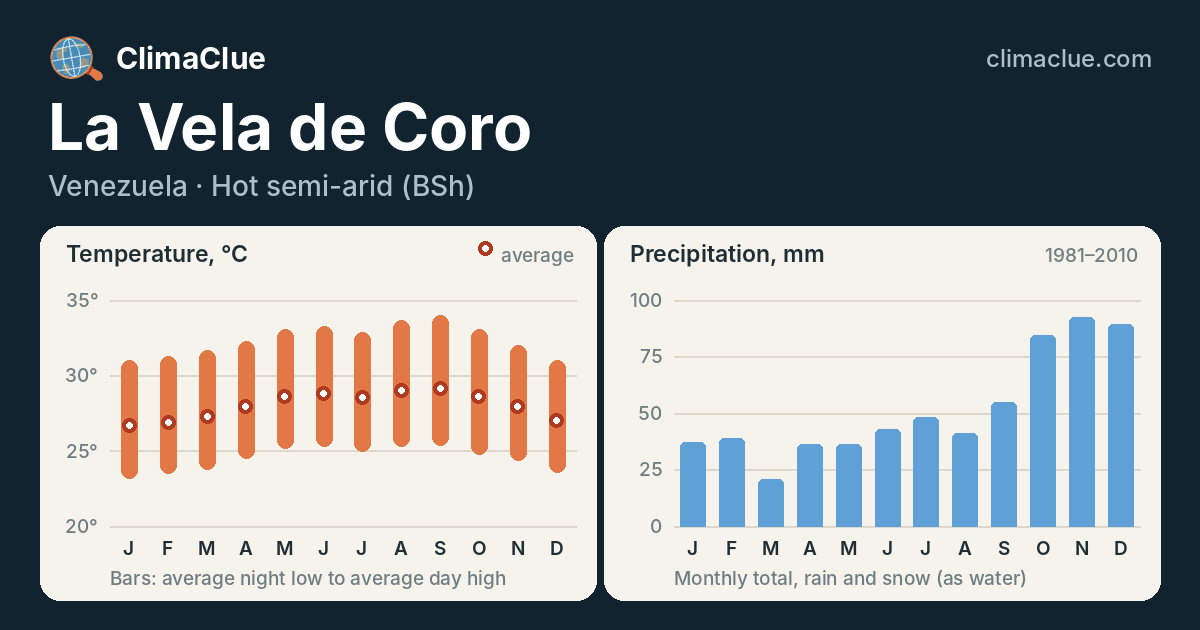 ClimaClue
climaclue.com
La Vela de Coro
Venezuela · Hot semi-arid (BSh)
Temperature, °C
average
35°
30°
25°
20°
J F M A M J J A S O N D
Bars: average night low to average day high
Precipitation, mm
1981–2010
100
75
50
25
0
J F M A M J J A S O N D
Monthly total, rain and snow (as water)